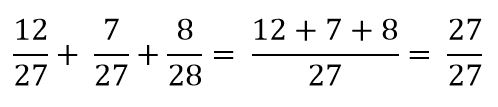 12/27 + 7/27 + 8/28 = 12 + 7 + 8/27 = 27/27